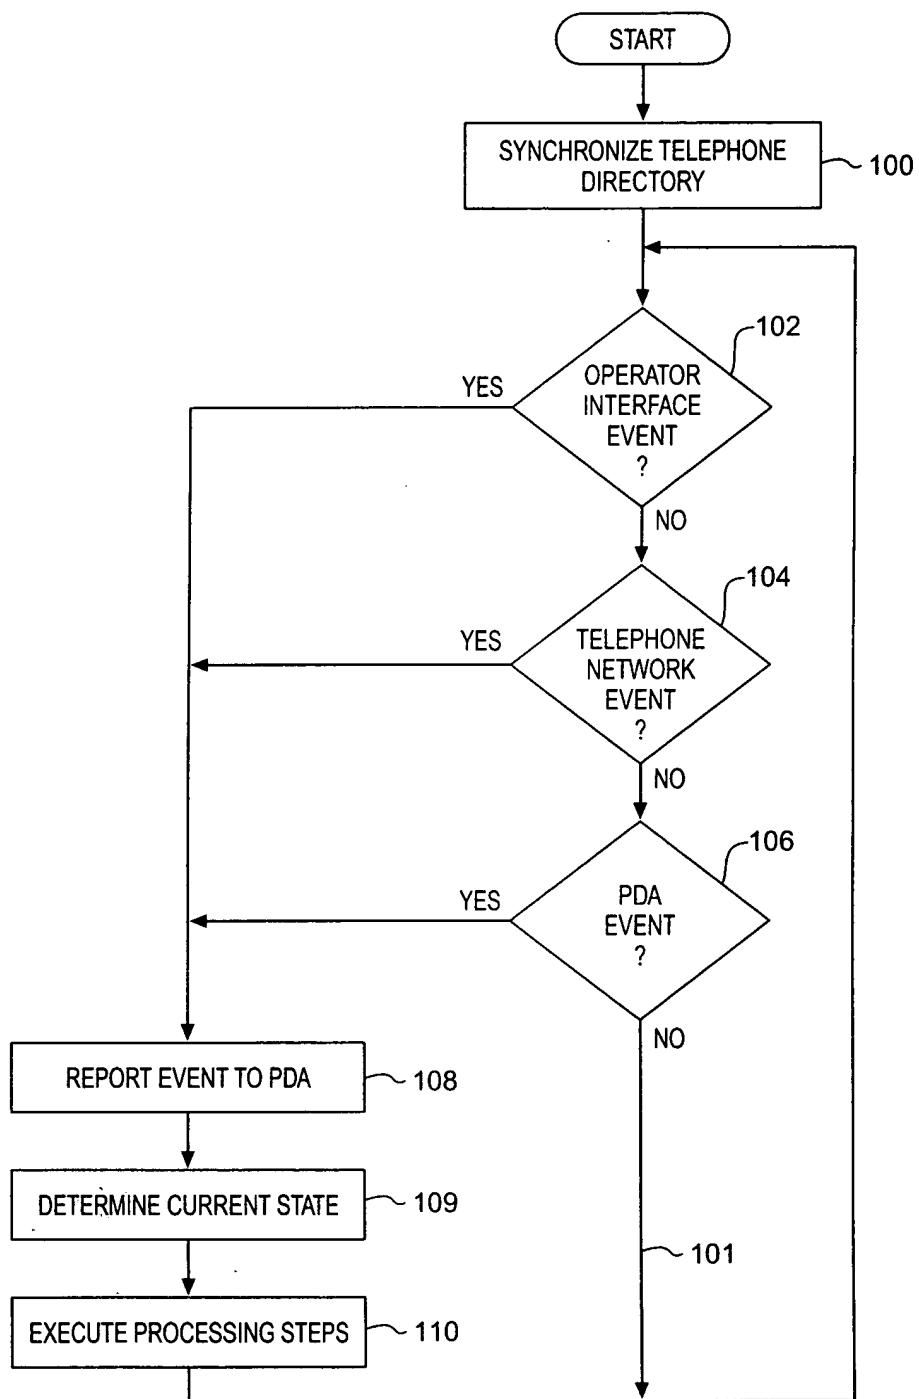 START
SYNCHRONIZE TELEPHONE
DIRECTORY
100
102
OPERATOR
INTERFACE
EVENT
?
YES
NO
104
TELEPHONE
NETWORK
EVENT
?
YES
NO
106
PDA
EVENT
?
YES
NO
REPORT EVENT TO PDA
108
DETERMINE CURRENT STATE
109
101
EXECUTE PROCESSING STEPS
110